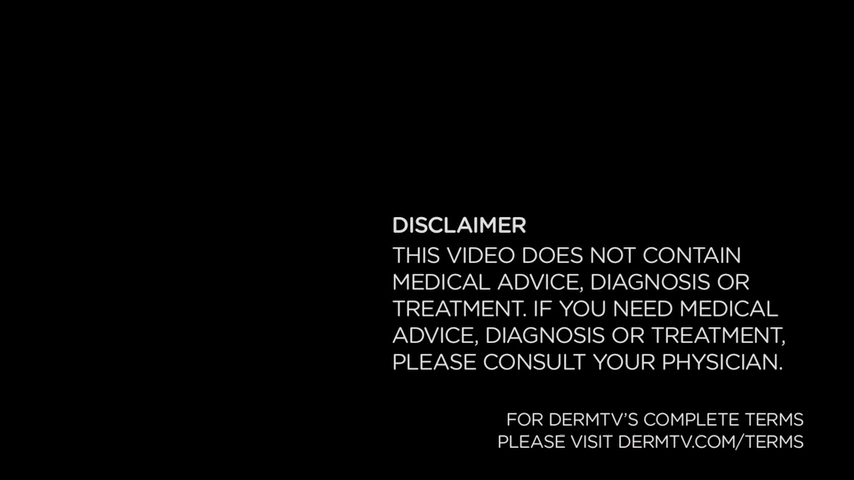 DISCLAIMER
THIS VIDEO DOES NOT CONTAIN
MEDICAL ADVICE, DIAGNOSIS OR
TREATMENT. IF YOU NEED MEDICAL
ADVICE, DIAGNOSIS OR TREATMENT,
PLEASE CONSULT YOUR PHYSICIAN.
FOR DERMTV'S COMPLETE TERMS
PLEASE VISIT DERMTV.COM/TERMS